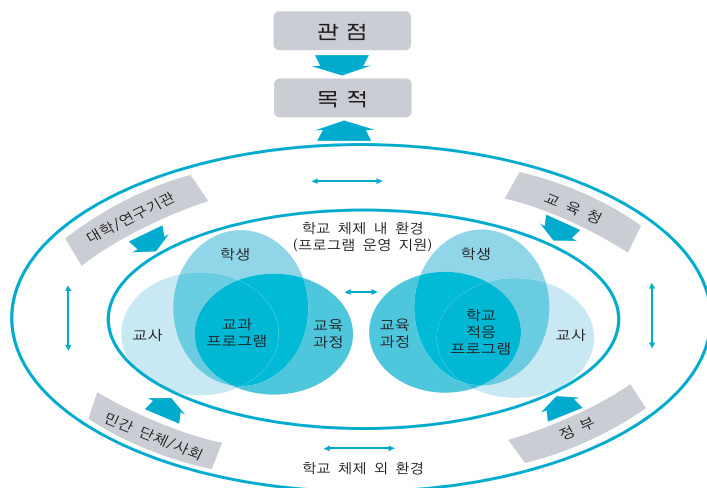 관 점
목 적
대학/연구기관
교 육 청
학교 체제 내 환경
(프로그램 운영 지원)
학생
학생
교사
교과
프로그램
교육
과정
교육
과정
학교
적응
프로그램
교사
민간 단체/사회
정 부
학교 체제 외 환경